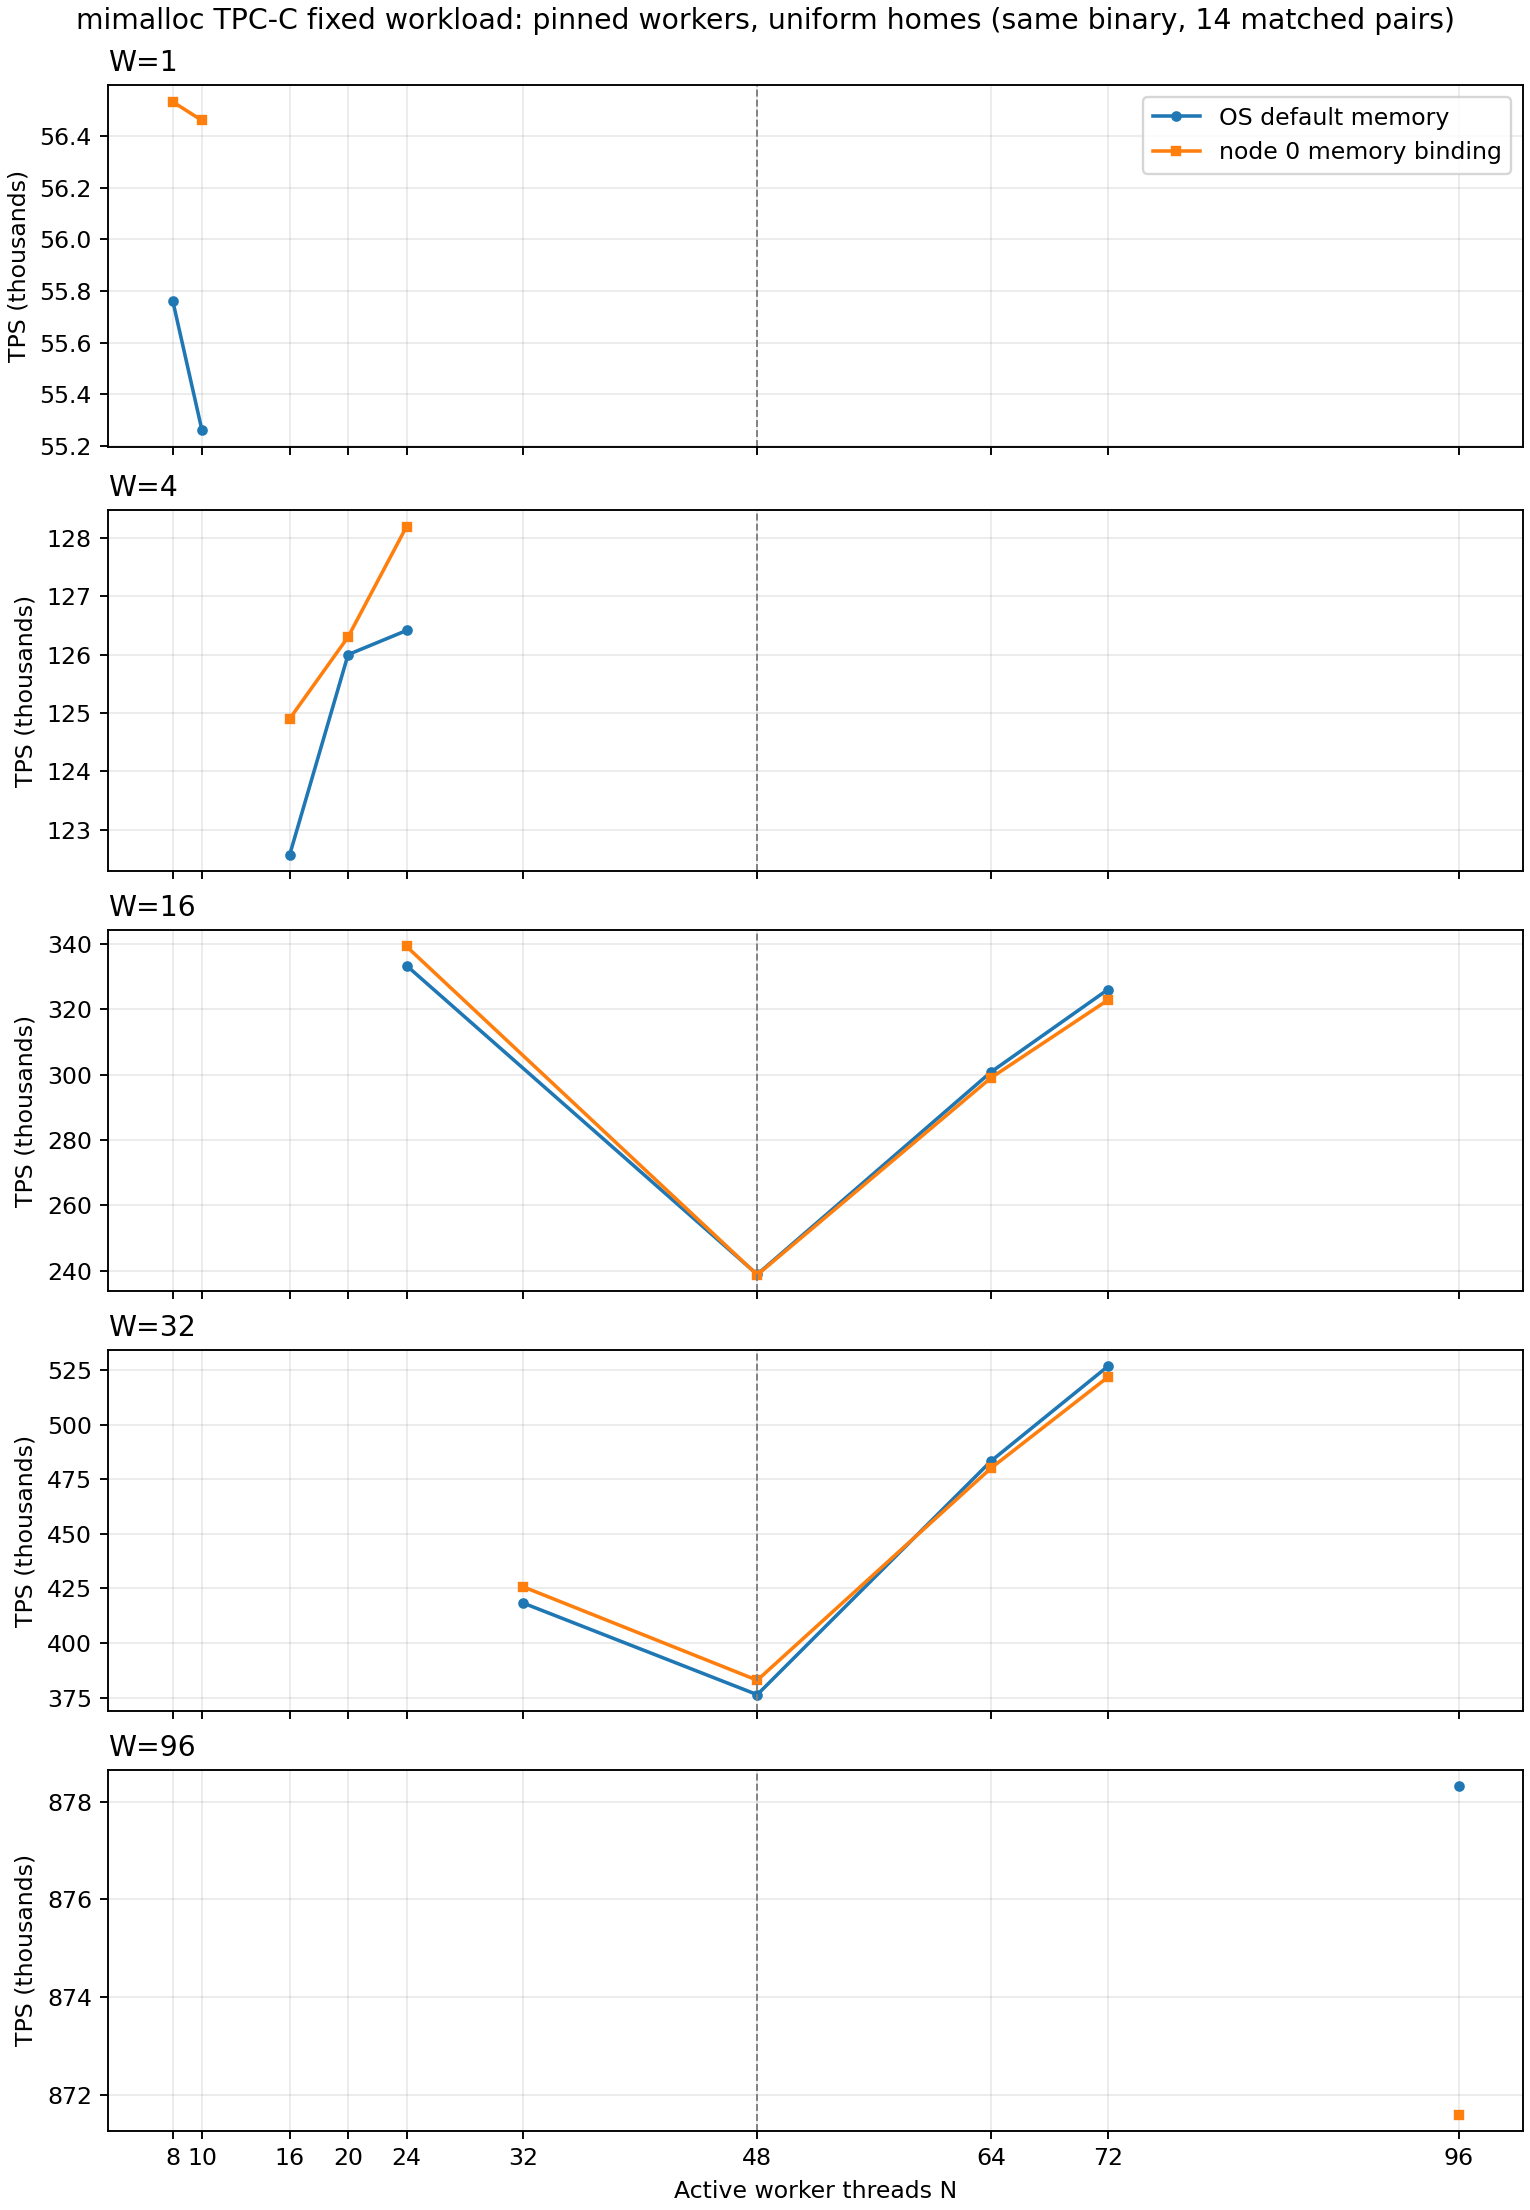 mimalloc TPC-C fixed workload: pinned workers, uniform homes (same binary, 14 matched pairs)
W=1
OS default memory
node 0 memory binding
TPS (thousands)
56.4
56.2
56.0
55.8
55.6
55.4
55.2
W=4
TPS (thousands)
128
127
126
125
124
123
W=16
TPS (thousands)
340
320
300
280
260
240
W=32
TPS (thousands)
525
500
475
450
425
400
375
W=96
TPS (thousands)
878
876
874
872
8 10 16 20 24 32 48 64 72 96
Active worker threads N